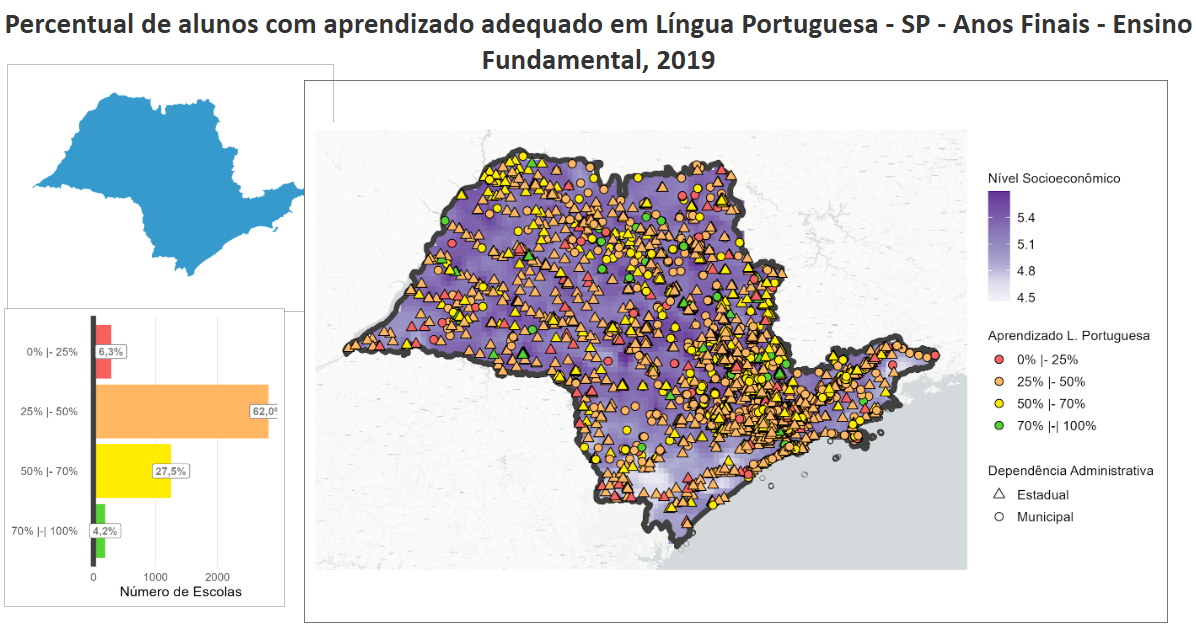 Percentual de alunos com aprendizado adequado em Língua Portuguesa - SP - Anos Finais - Ensino
Fundamental, 2019
0% |- 25%
6,3%
25% |- 50%
62,0%
50% |- 70%
27,5%
70% |-| 100%
4,2%
0
1000
2000
Número de Escolas
Nível Socioeconômico
5.4
5.1
4.8
4.5
Aprendizado L. Portuguesa
0% |- 25%
25% |- 50%
50% |- 70%
70% |-| 100%
Dependência Administrativa
Estadual
Municipal